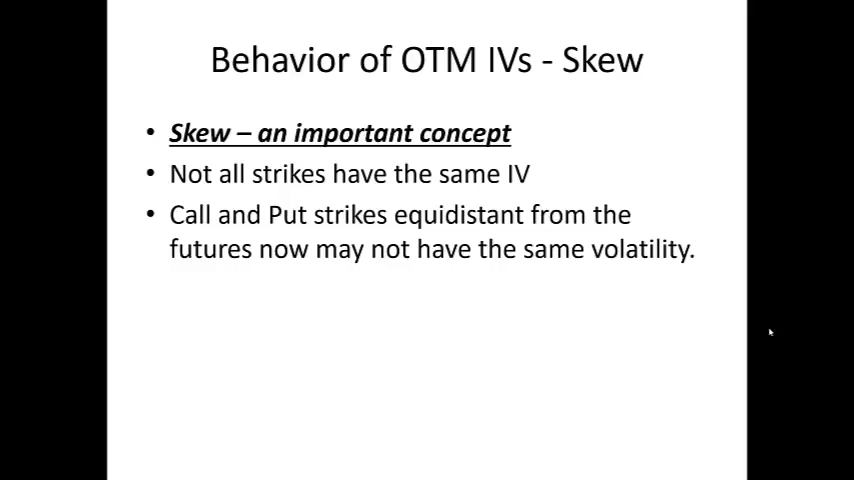 Behavior of OTM IVs - Skew
• Skew – an important concept
• Not all strikes have the same IV
• Call and Put strikes equidistant from the
futures now may not have the same volatility.